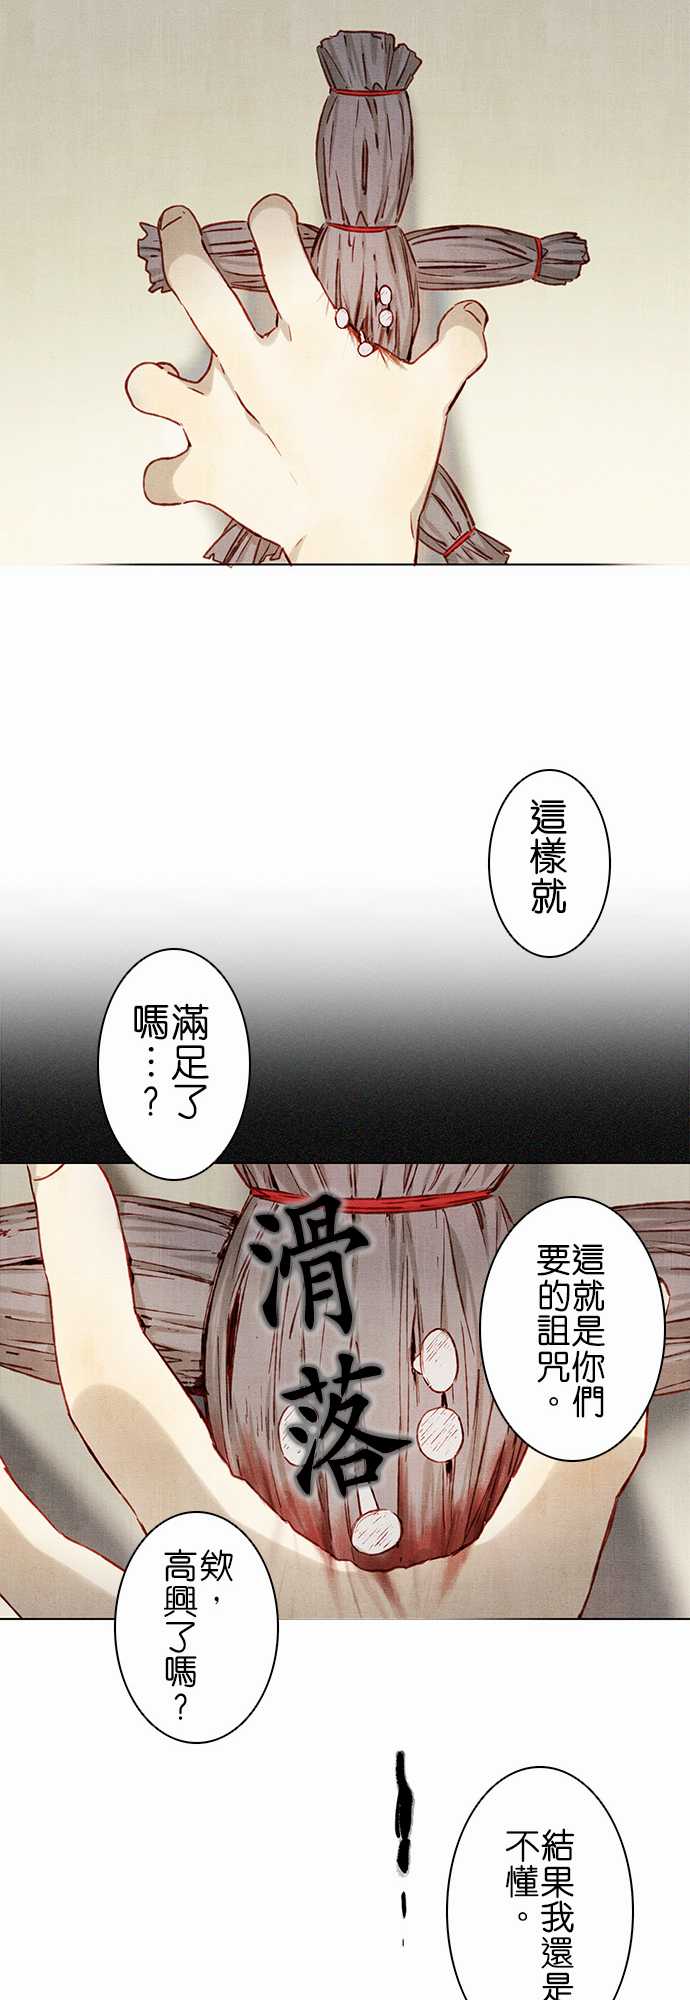 這樣就
滿足了
嗎…？
這就是你們
要的詛咒。
滑落
欸，
高興了嗎？
結果我還是
不懂。